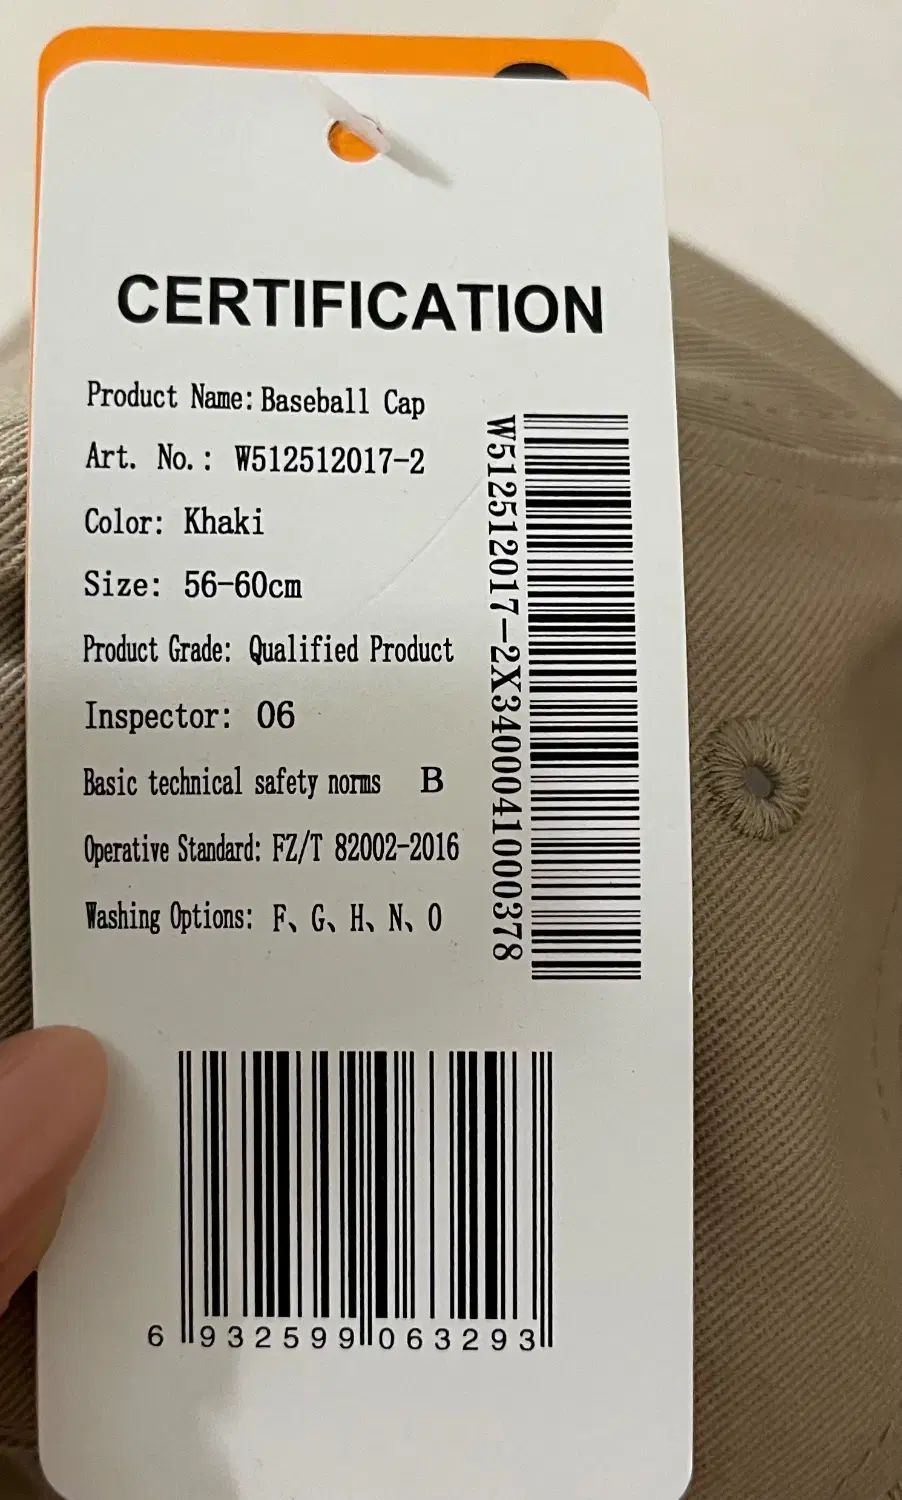 CERTIFICATION
Product Name: Baseball Cap
Art. No.: W512512017-2
Color: Khaki
Size: 56-60cm
Product Grade: Qualified Product
Inspector: 06
Basic technical safety norms B
Operative Standard: FZ/T 82002-2016
Washing Options: F、G、H、N、O
W512512017-2X3400041000378
6 932599 063293